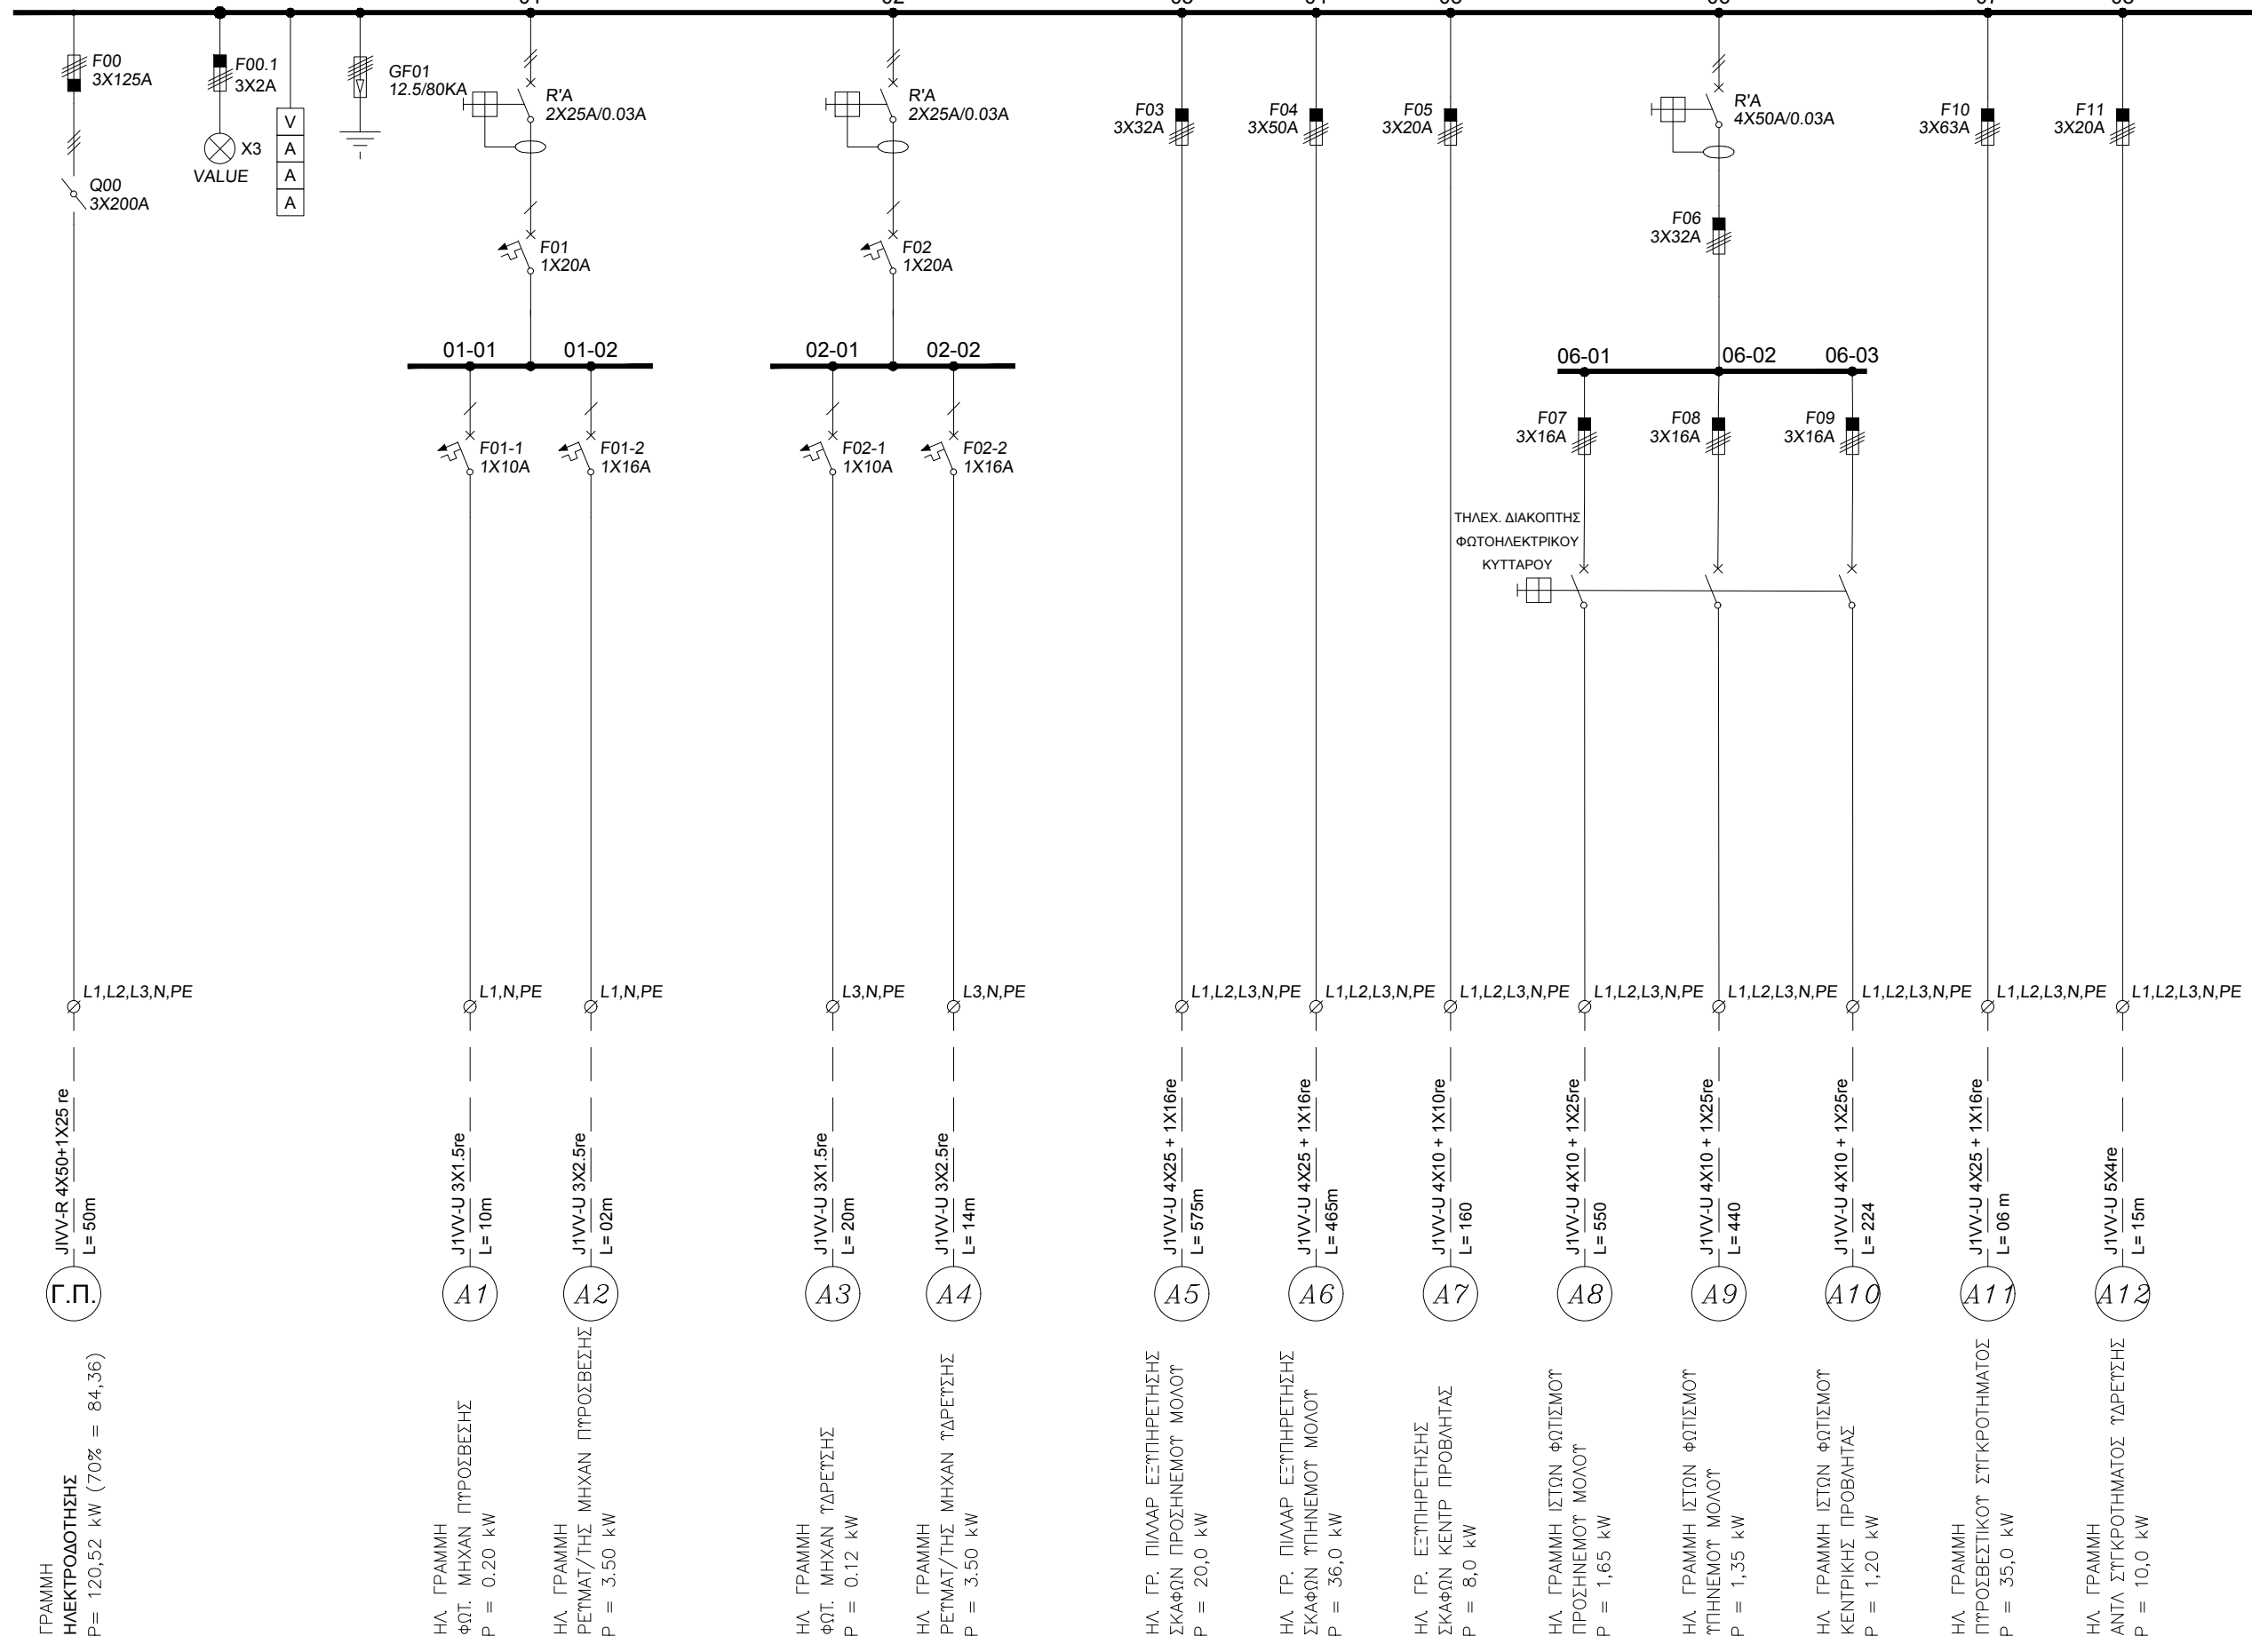 F00
3X125A
Q00
3X200A
F00.1
3X2A
X3
VALUE
V
A
A
A
GF01
12.5/80KA
R'A
2X25A/0.03A
F01
1X20A
01-01
01-02
F01-1
1X10A
F01-2
1X16A
R'A
2X25A/0.03A
F02
1X20A
02-01
02-02
F02-1
1X10A
F02-2
1X16A
F03
3X32A
F04
3X50A
F05
3X20A
R'A
4X50A/0.03A
F06
3X32A
06-01
06-02
06-03
F07
3X16A
F08
3X16A
F09
3X16A
ΤΗΛΕΧ. ΔΙΑΚΟΠΤΗΣ
ΦΩΤΟΗΛΕΚΤΡΙΚΟΥ
ΚΥΤΤΑΡΟΥ
F10
3X63A
F11
3X20A
L1,L2,L3,N,PE
L1,N,PE
L1,N,PE
L3,N,PE
L3,N,PE
L1,L2,L3,N,PE
L1,L2,L3,N,PE
L1,L2,L3,N,PE
L1,L2,L3,N,PE
L1,L2,L3,N,PE
L1,L2,L3,N,PE
L1,L2,L3,N,PE
L1,L2,L3,N,PE
JIVV-R 4X50+1X25 re
L= 50m
J1VV-U 3X1.5re
L= 10m
J1VV-U 3X2.5re
L= 02m
J1VV-U 3X1.5re
L= 20m
J1VV-U 3X2.5re
L= 14m
J1VV-U 4X25 + 1X16re
L= 575m
J1VV-U 4X25 + 1X16re
L= 465m
J1VV-U 4X10 + 1X10re
L= 160
J1VV-U 4X10 + 1X25re
L= 550
J1VV-U 4X10 + 1X25re
L= 440
J1VV-U 4X10 + 1X25re
L= 224
J1VV-U 4X25 + 1X16re
L= 06 m
J1VV-U 5X4re
L= 15m
Γ.Π.
A1
A2
A3
A4
A5
A6
A7
A8
A9
A10
A11
A12
ΓΡΑΜΜΗ
ΗΛΕΚΤΡΟΔΟΤΗΣΗΣ
P= 120,52 kW (70% = 84,36)
ΗΛ. ΓΡΑΜΜΗ
ΦΩΤ. ΜΗΧΑΝ ΠΥΡΟΣΒΕΣΗΣ
P = 0.20 kW
ΗΛ. ΓΡΑΜΜΗ
ΡΕΥΜΑΤ/ΤΗΣ ΜΗΧΑΝ ΠΥΡΟΣΒΕΣΗΣ
P = 3.50 kW
ΗΛ. ΓΡΑΜΜΗ
ΦΩΤ. ΜΗΧΑΝ ΥΔΡΕΥΣΗΣ
P = 0.12 kW
ΗΛ. ΓΡΑΜΜΗ
ΡΕΥΜΑΤ/ΤΗΣ ΜΗΧΑΝ ΥΔΡΕΥΣΗΣ
P = 3.50 kW
ΗΛ. ΓΡ. ΠΙΛΛΑΡ ΕΞΥΠΗΡΕΤΗΣΗΣ
ΣΚΑΦΩΝ ΠΡΟΣΗΝΕΜΟΥ ΜΟΛΟΥ
P = 20,0 kW
ΗΛ. ΓΡ. ΠΙΛΛΑΡ ΕΞΥΠΗΡΕΤΗΣΗΣ
ΣΚΑΦΩΝ ΥΠΗΝΕΜΟΥ ΜΟΛΟΥ
P = 36,0 kW
ΗΛ. ΓΡ. ΕΞΥΠΗΡΕΤΗΣΗΣ
ΣΚΑΦΩΝ ΚΕΝΤΡ ΠΡΟΒΛΗΤΑΣ
P = 8,0 kW
ΗΛ. ΓΡΑΜΜΗ ΙΣΤΩΝ ΦΩΤΙΣΜΟΥ
ΠΡΟΣΗΝΕΜΟΥ ΜΟΛΟΥ
P = 1,65 kW
ΗΛ. ΓΡΑΜΜΗ ΙΣΤΩΝ ΦΩΤΙΣΜΟΥ
ΥΠΗΝΕΜΟΥ ΜΟΛΟΥ
P = 1,35 kW
ΗΛ. ΓΡΑΜΜΗ ΙΣΤΩΝ ΦΩΤΙΣΜΟΥ
ΚΕΝΤΡΙΚΗΣ ΠΡΟΒΛΗΤΑΣ
P = 1,20 kW
ΗΛ. ΓΡΑΜΜΗ
ΠΥΡΟΣΒΕΣΤΙΚΟΥ ΣΥΓΚΡΟΤΗΜΑΤΟΣ
P = 35,0 kW
ΗΛ. ΓΡΑΜΜΗ
ΑΝΤΛ ΣΥΓΚΡΟΤΗΜΑΤΟΣ ΥΔΡΕΥΣΗΣ
P = 10,0 kW